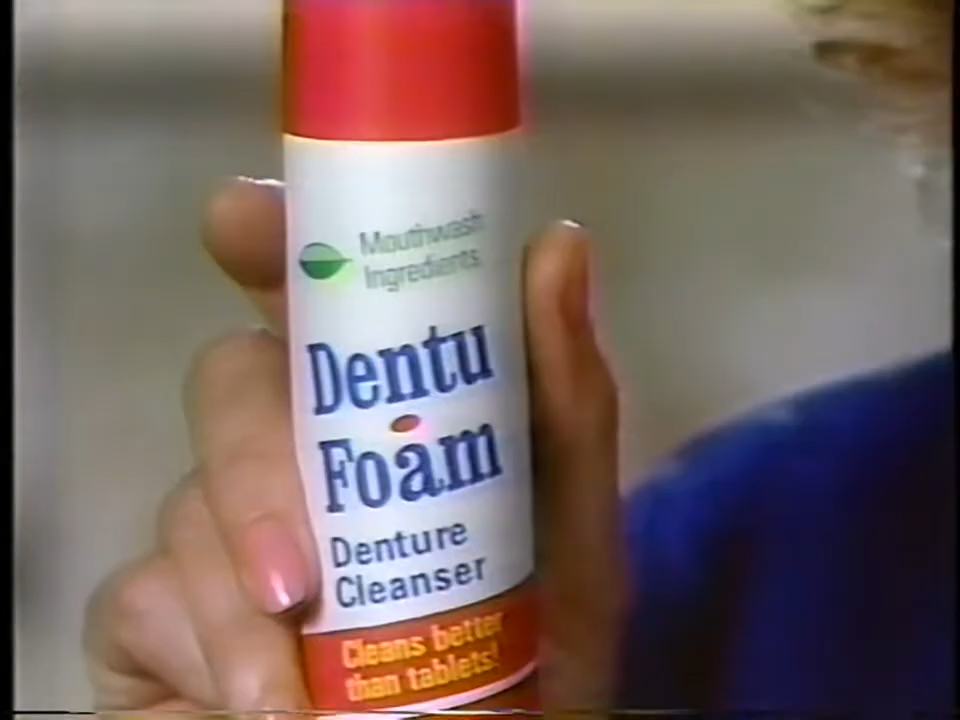 Mouthwash
Ingredients
Dentu
Foam
Denture
Cleanser
Cleans better
than tablets!